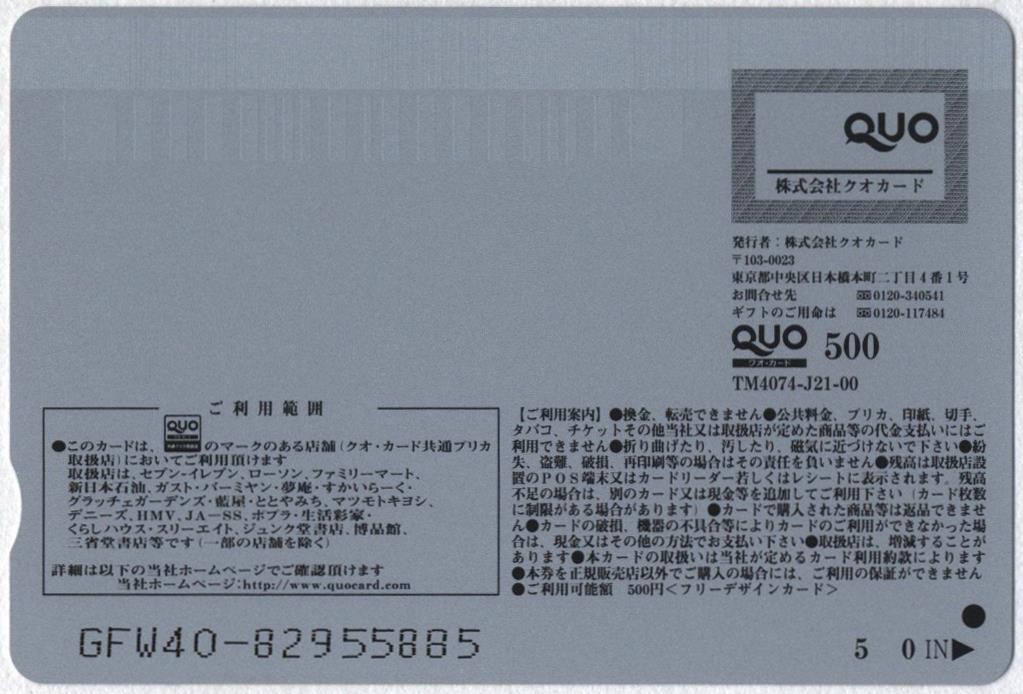 QUO
株式会社クオカード
発行者：株式会社クオカード
〒103-0023
東京都中央区日本橋本町二丁目4番1号
お問合せ先 0120-340541
ギフトのご用命は 0120-117484
QUO 500
クオ・カード
TM4074-J21-00
ご利用範囲
●このカードは、QUOのマークのある店舗(クオ・カード共通プリカ
取扱店)においてご利用頂けます
取扱店は、セブン-イレブン、ローソン、ファミリーマート、
新日本石油、ガスト・バーミヤン・夢庵・すかいらーく・
グラッチェガーデンズ・藍屋・ととやみち、マツモトキヨシ、
デニーズ、HMV、JA-SS、ポプラ・生活彩家・
くらしハウス・スリーエイト、ジュンク堂書店、博品館、
三省堂書店等です(一部の店舗を除く)
詳細は以下の当社ホームページでご確認頂けます
当社ホームページ:http://www.quocard.com
【ご利用案内】●換金、転売できません●公共料金、プリカ、印紙、切手、
タバコ、チケットその他当社又は取扱店が定めた商品等の代金支払いにはご
利用できません●折り曲げたり、汚したり、磁気に近づけないで下さい●紛
失、盗難、破損、再印刷等の場合はその責任を負いません●残高は取扱店設
置のPOS端末又はカードリーダー若しくはレシートに表示されます。残高
不足の場合は、別のカード又は現金等を追加してご利用下さい(カード枚数
に制限がある場合があります)●カードで購入された商品等は返品できませ
ん●カードの破損、機器の不具合等によりカードのご利用ができなかった場
合は、現金又はその他の方法でお支払い下さい●取扱店は、増減することが
あります●本カードの取扱いは当社が定めるカード利用約款によります
●本券を正規販売店以外でご購入の場合には、ご利用の保証ができません
●ご利用可能額 500円＜フリーデザインカード＞
GFW40-82955885
5 0 IN▶